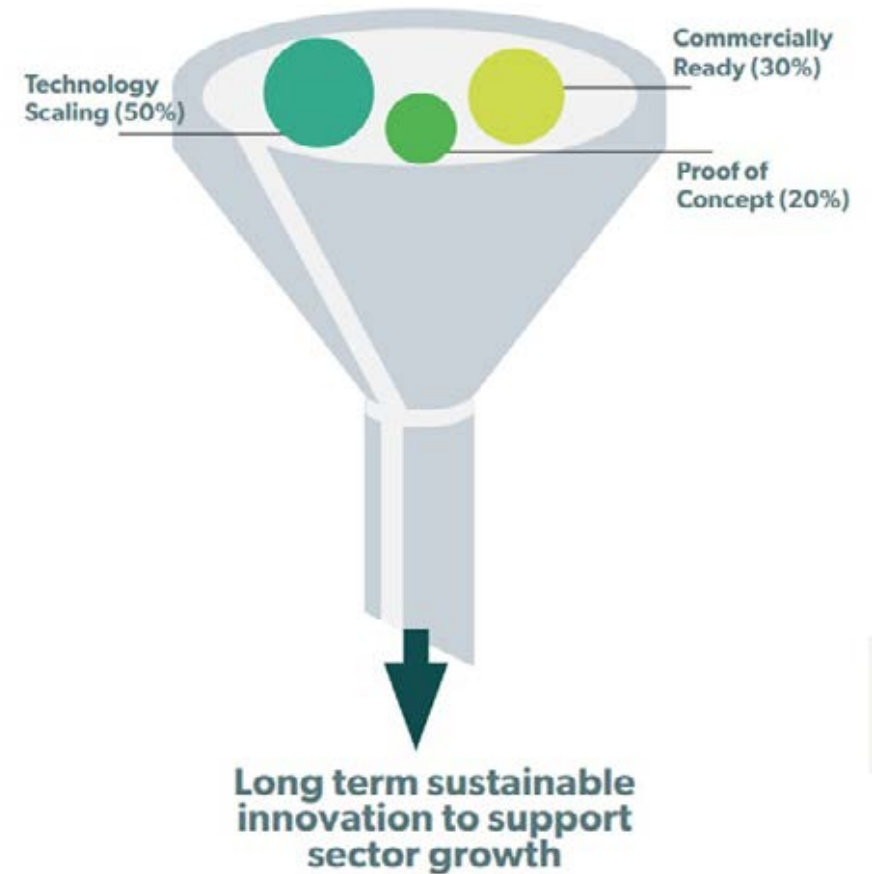 Technology
Scaling (50%)
Commercially
Ready (30%)
Proof of
Concept (20%)
Long term sustainable
innovation to support
sector growth